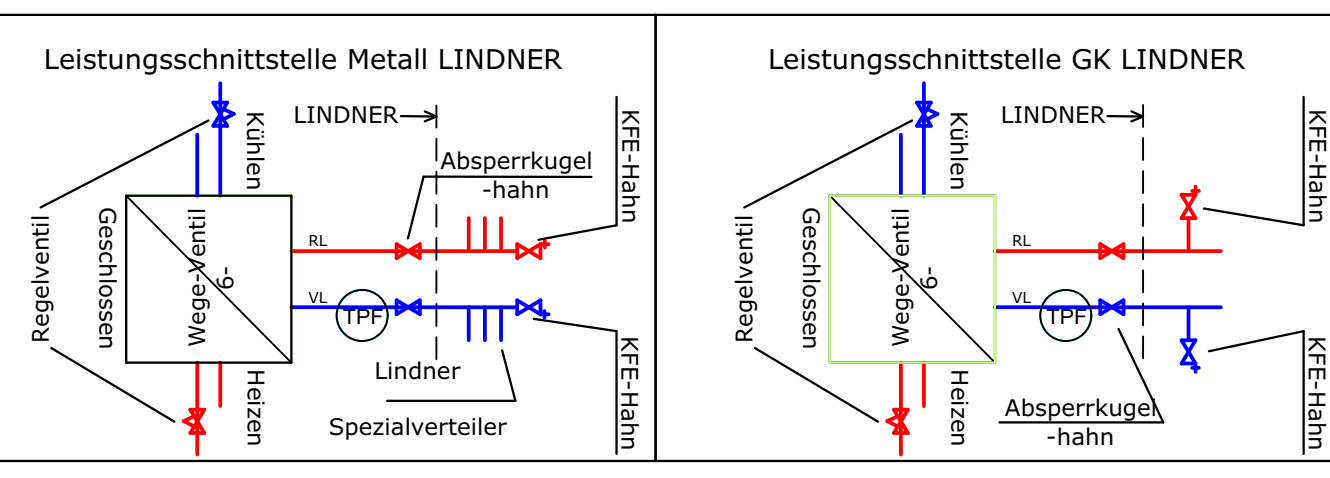 Leistungsschnittstelle Metall LINDNER
LINDNER
Kühlen
KFE-Hahn
Absperrkugel
-hahn
Regelventil
Geschlossen
6-
Wege-Ventil
RL
VL
TPF
Lindner
Spezialverteiler
Heizen
KFE-Hahn
Leistungsschnittstelle GK LINDNER
LINDNER
Kühlen
KFE-Hahn
Regelventil
Geschlossen
6-
Wege-Ventil
RL
VL
TPF
Absperrkugel
-hahn
Heizen
KFE-Hahn